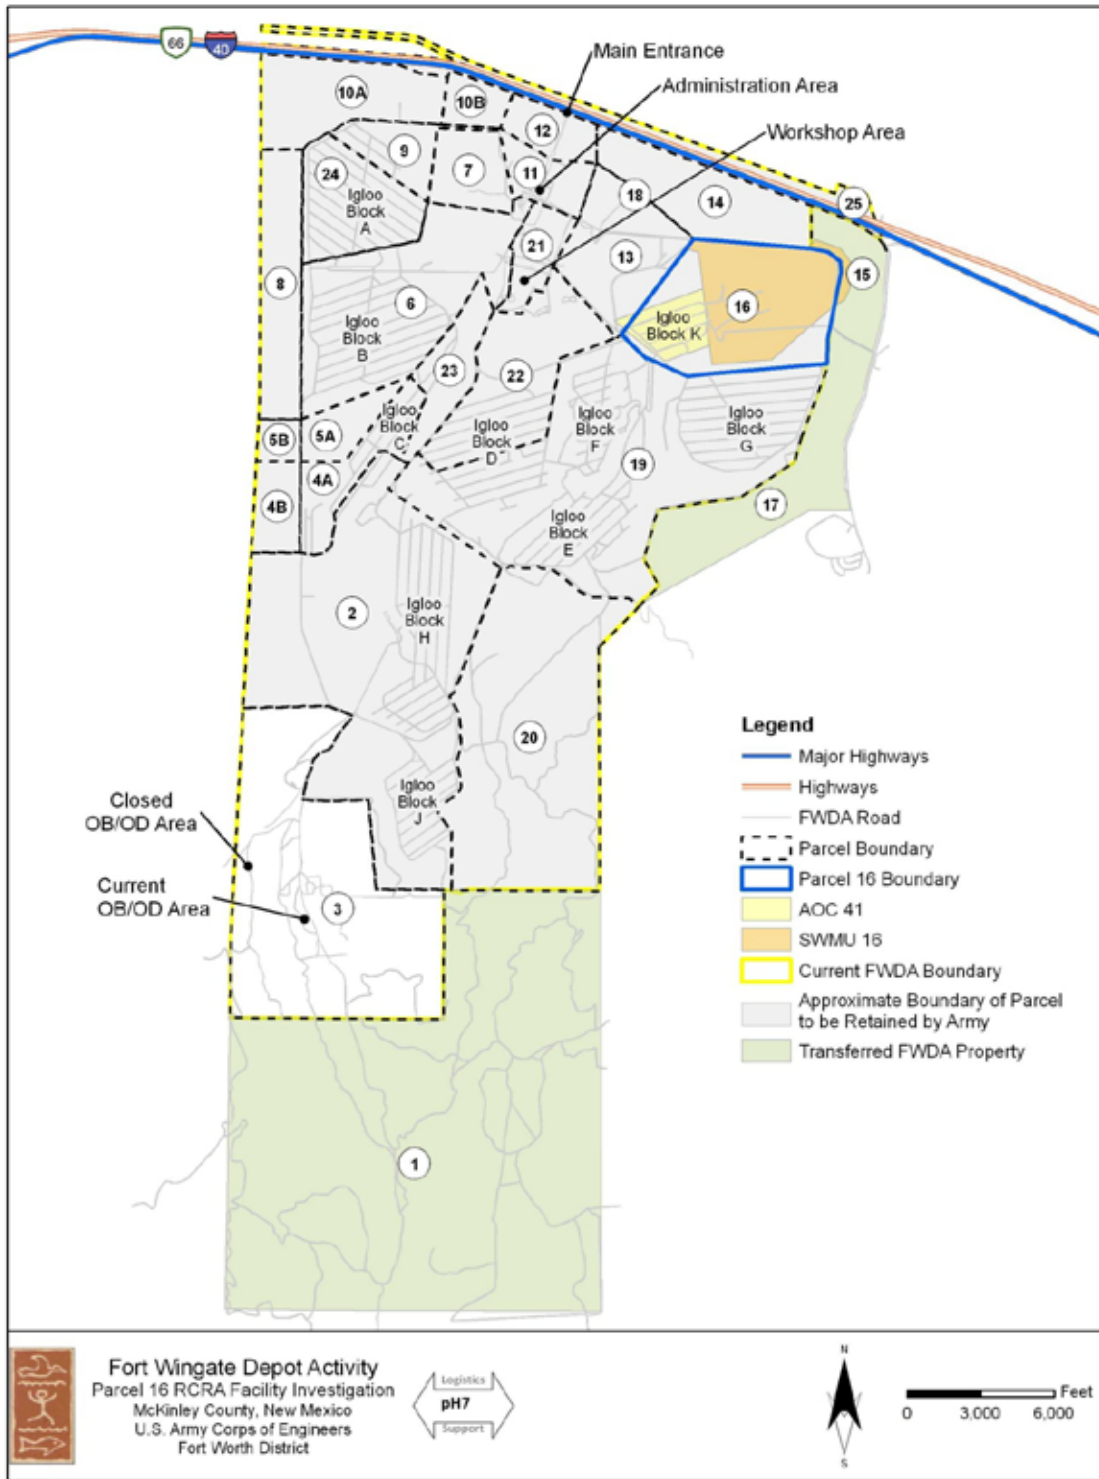 66
40
Main Entrance
Administration Area
Workshop Area
10A
10B
12
9
7
11
24
18
14
25
Igloo
Block
A
21
13
15
8
6
16
Igloo
Block
B
Igloo
Block K
23
22
5B
5A
Igloo
Block
C
Igloo
Block
D
Igloo
Block
F
Igloo
Block
G
4A
19
4B
17
Igloo
Block
E
2
Igloo
Block
H
20
Igloo
Block
J
Closed
OB/OD Area
Current
OB/OD Area
3
1
Legend
Major Highways
Highways
FWDA Road
Parcel Boundary
Parcel 16 Boundary
AOC 41
SWMU 16
Current FWDA Boundary
Approximate Boundary of Parcel
to be Retained by Army
Transferred FWDA Property
Fort Wingate Depot Activity
Parcel 16 RCRA Facility Investigation
McKinley County, New Mexico
U.S. Army Corps of Engineers
Fort Worth District
Logistics
pH7
Support
N
S
Feet
0 3,000 6,000